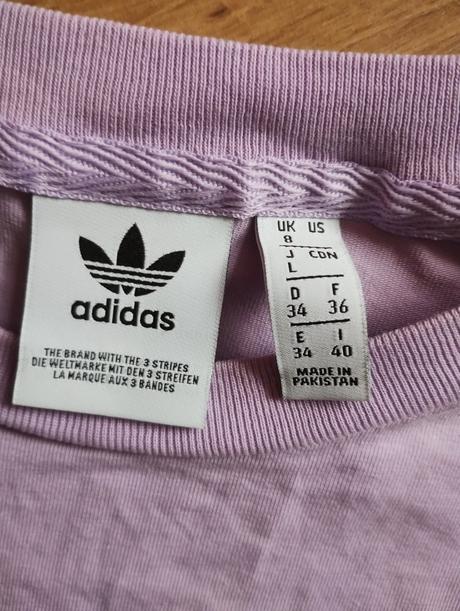 adidas
THE BRAND WITH THE 3 STRIPES
DIE WELTMARKE MIT DEN 3 STREIFEN
LA MARQUE AUX 3 BANDES
UK US
8
J CDN
L
D F
34 36
E I
34 40
MADE IN
PAKISTAN